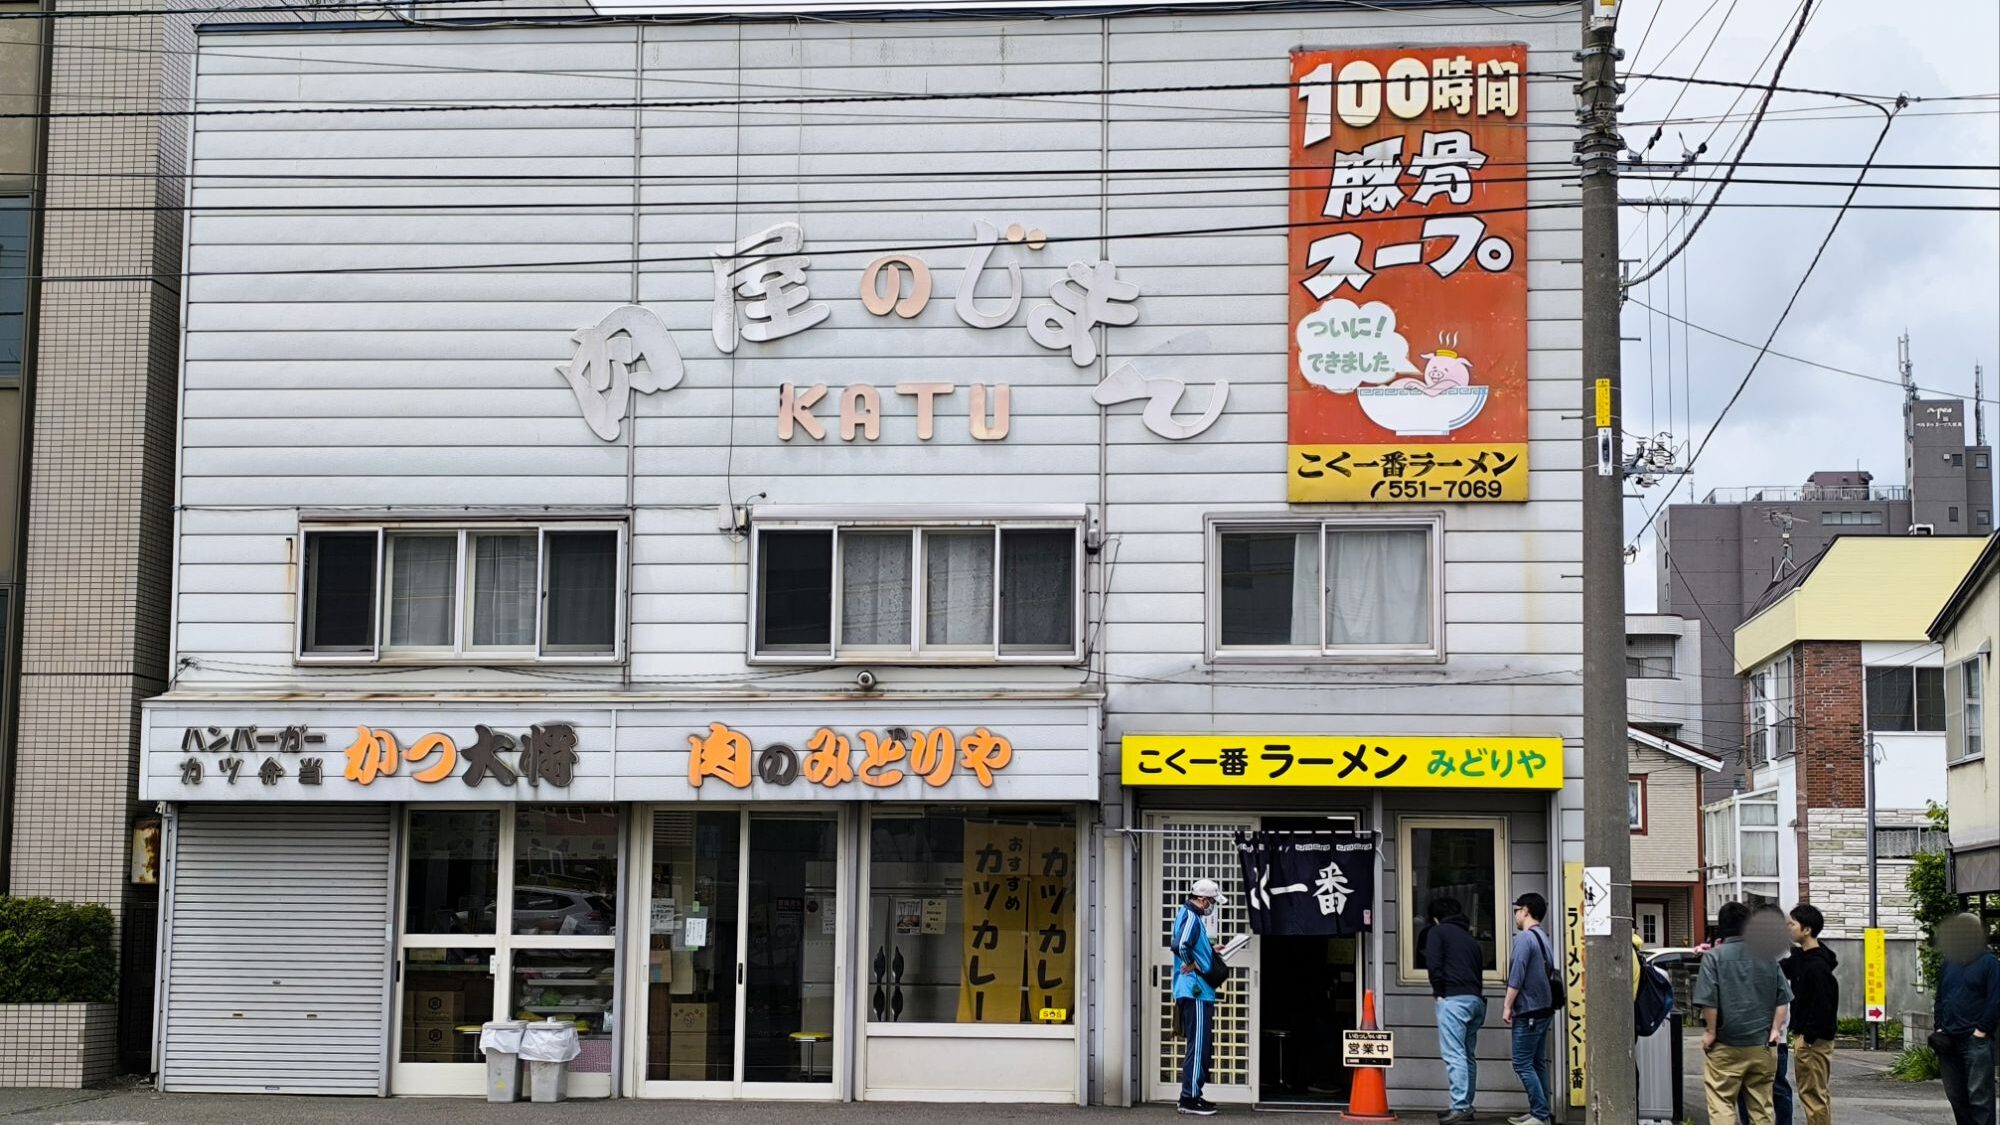 100時間
豚骨
スープ。
ついに!
できました。
こく一番ラーメン
551-7069
肉屋のじまん
KATU
ハンバーガー
カツ弁当
かつ大将
肉のみどりや
こく一番 ラーメン みどりや
おすすめ
カツカレー
カツカレー
こく一番
営業中
ラーメン こく一番